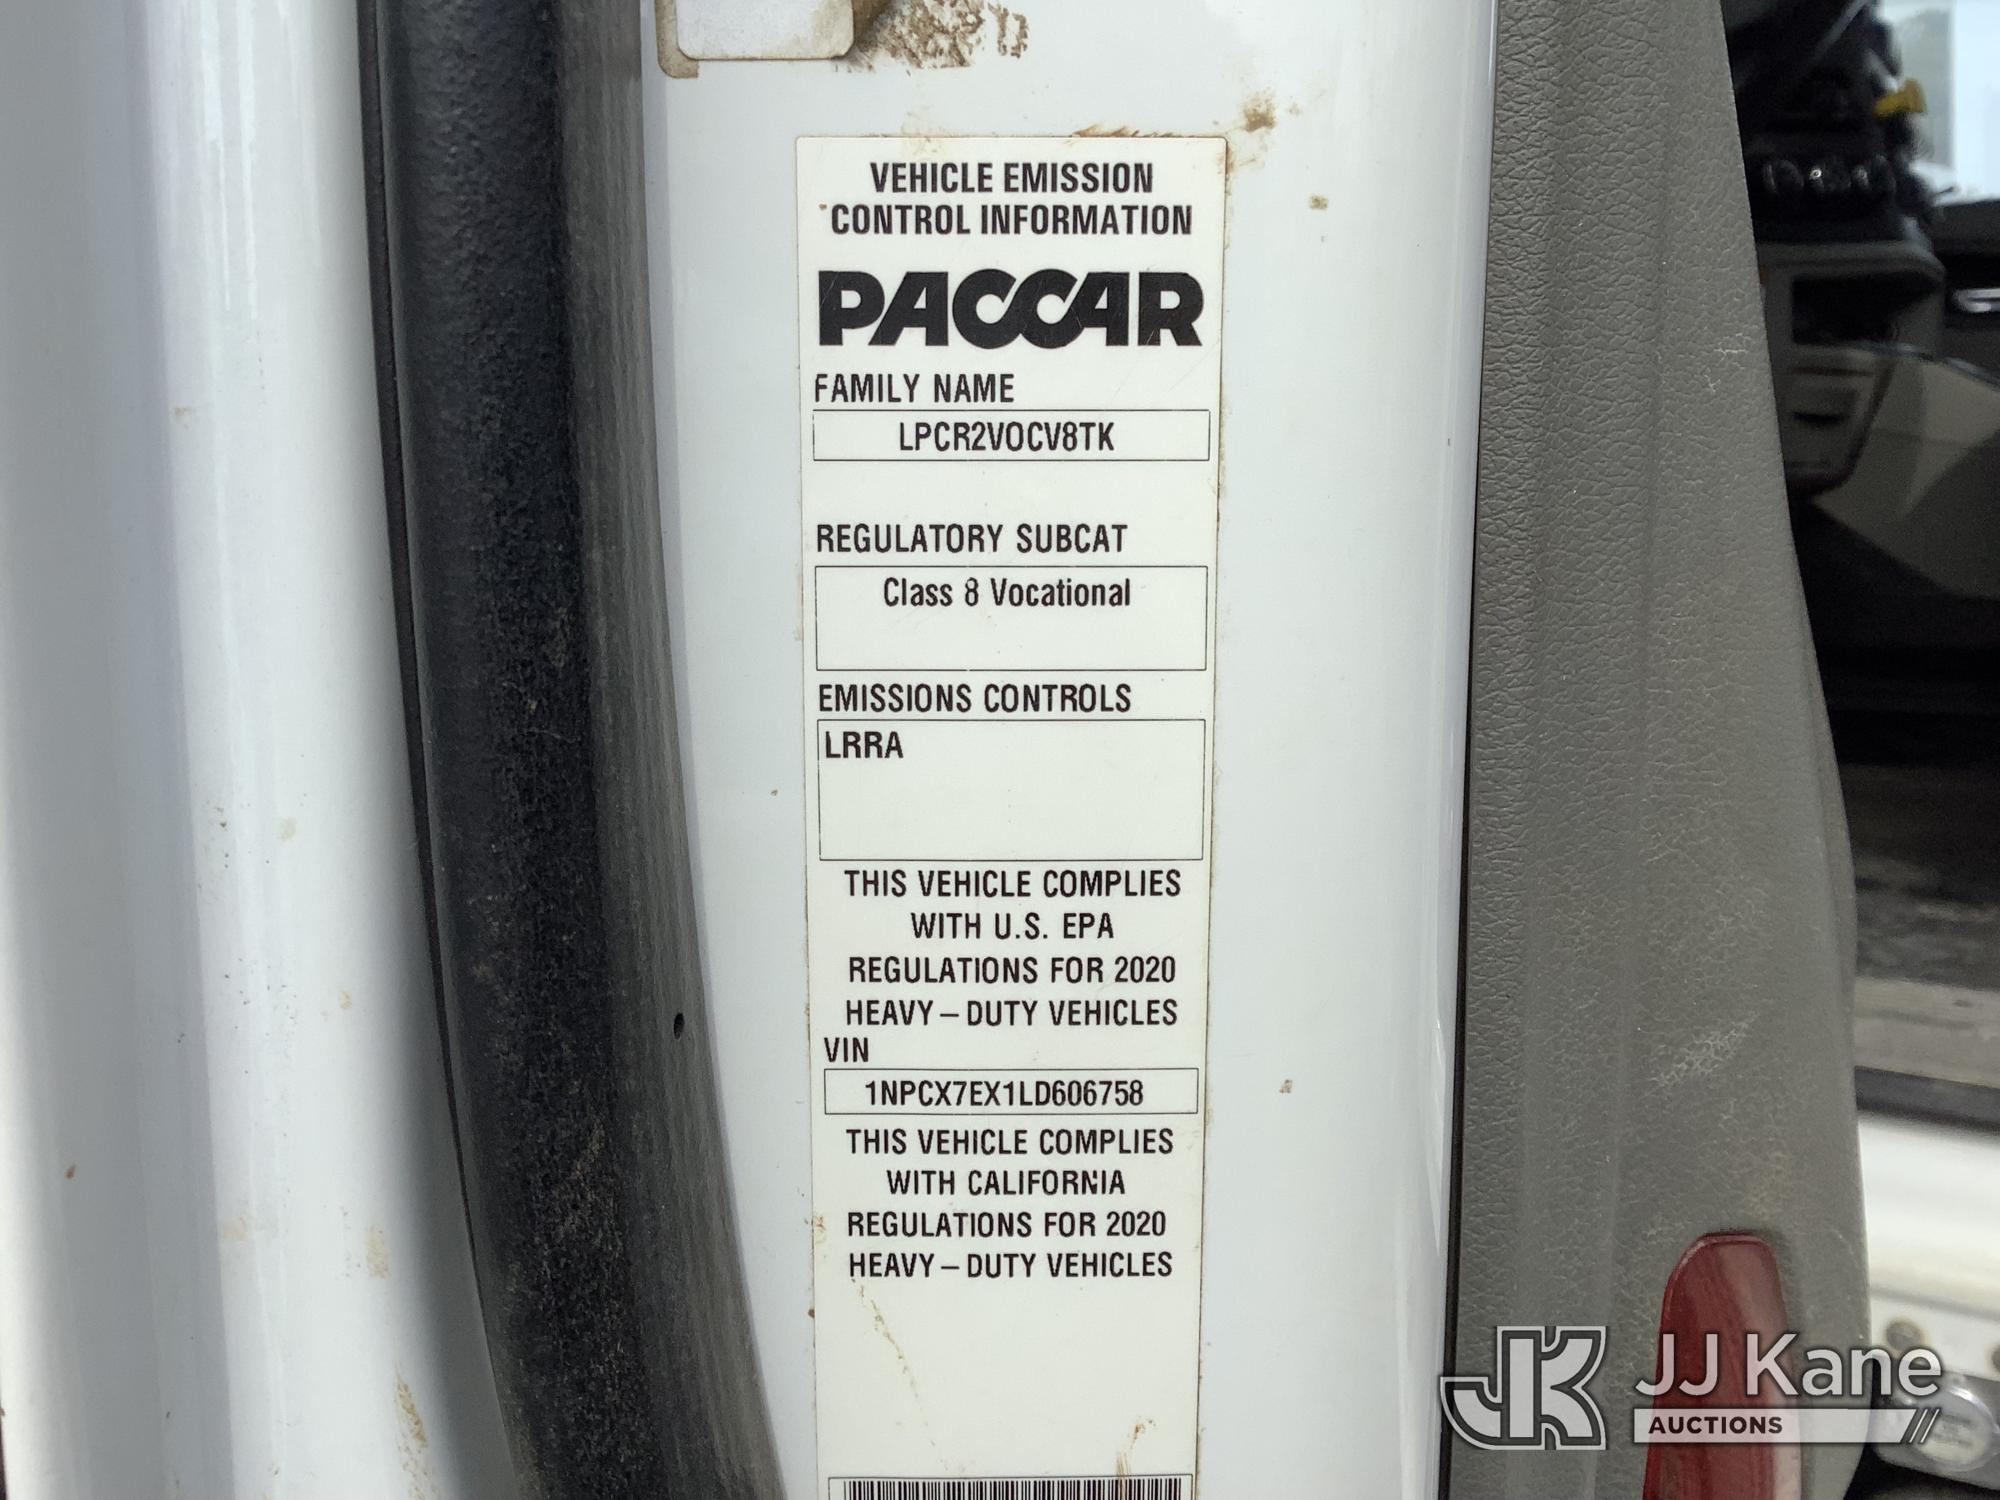 VEHICLE EMISSION
CONTROL INFORMATION
PACCAR
FAMILY NAME
LPCR2VOCV8TK
REGULATORY SUBCAT
Class 8 Vocational
EMISSIONS CONTROLS
LRRA
THIS VEHICLE COMPLIES
WITH U.S. EPA
REGULATIONS FOR 2020
HEAVY-DUTY VEHICLES
VIN
1NPCX7EX1LD606758
THIS VEHICLE COMPLIES
WITH CALIFORNIA
REGULATIONS FOR 2020
HEAVY-DUTY VEHICLES
JK
JJ Kane
AUCTIONS